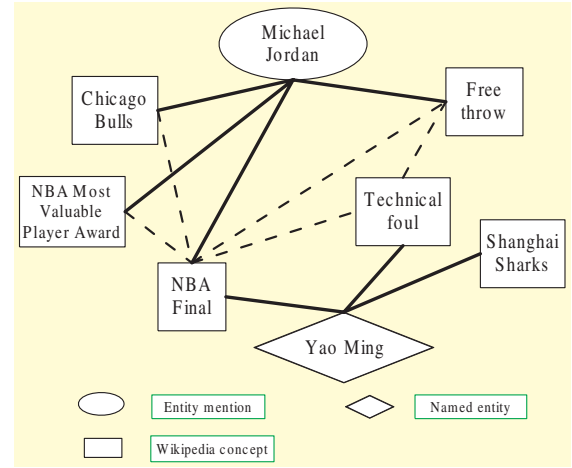 Michael
Jordan
Chicago
Bulls
Free
throw
NBA Most
Valuable
Player Award
Technical
foul
Shanghai
Sharks
NBA
Final
Yao Ming
Entity mention
Named entity
Wikipedia concept